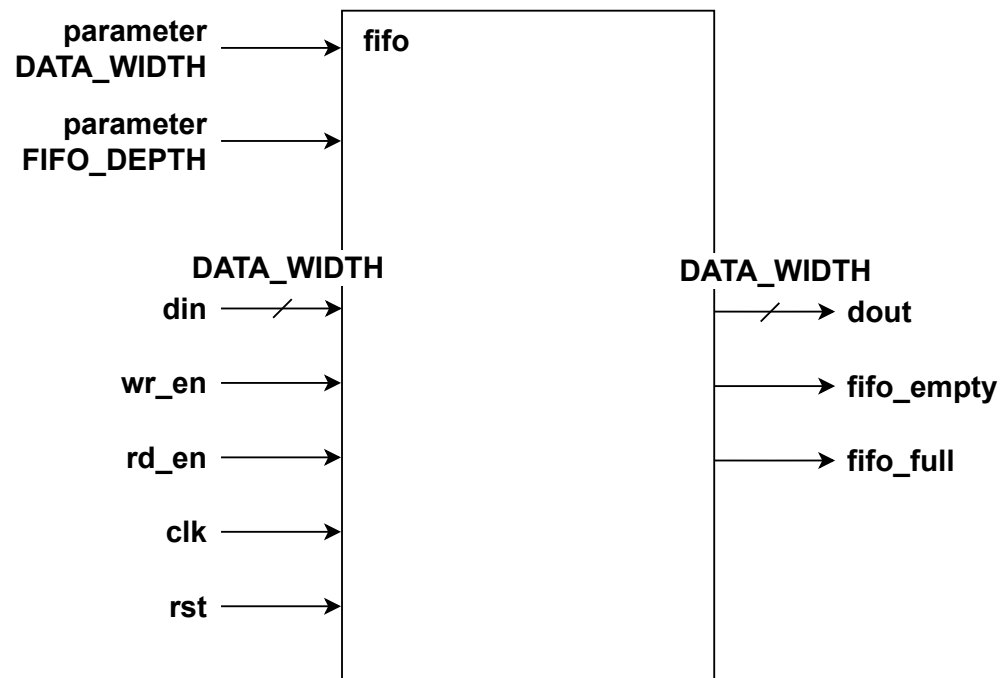 parameter
DATA_WIDTH
fifo
parameter
FIFO_DEPTH
DATA_WIDTH
DATA_WIDTH
din
dout
wr_en
fifo_empty
rd_en
fifo_full
clk
rst